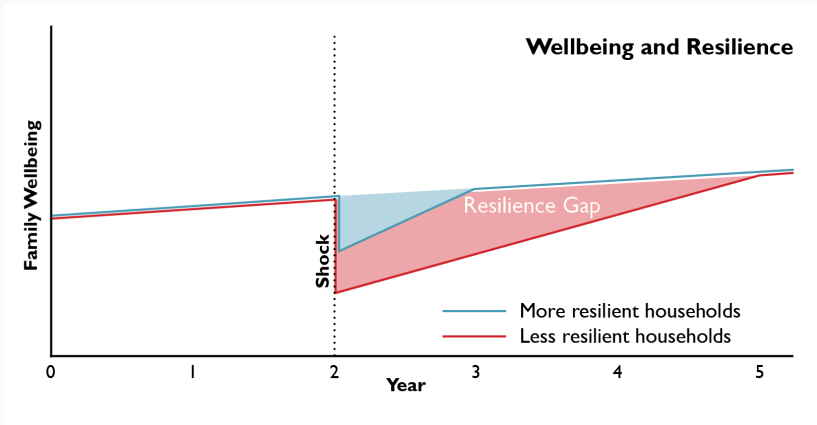 Wellbeing and Resilience
Family Wellbeing
Resilience Gap
Shock
More resilient households
Less resilient households
0 1 2 3 4 5
Year